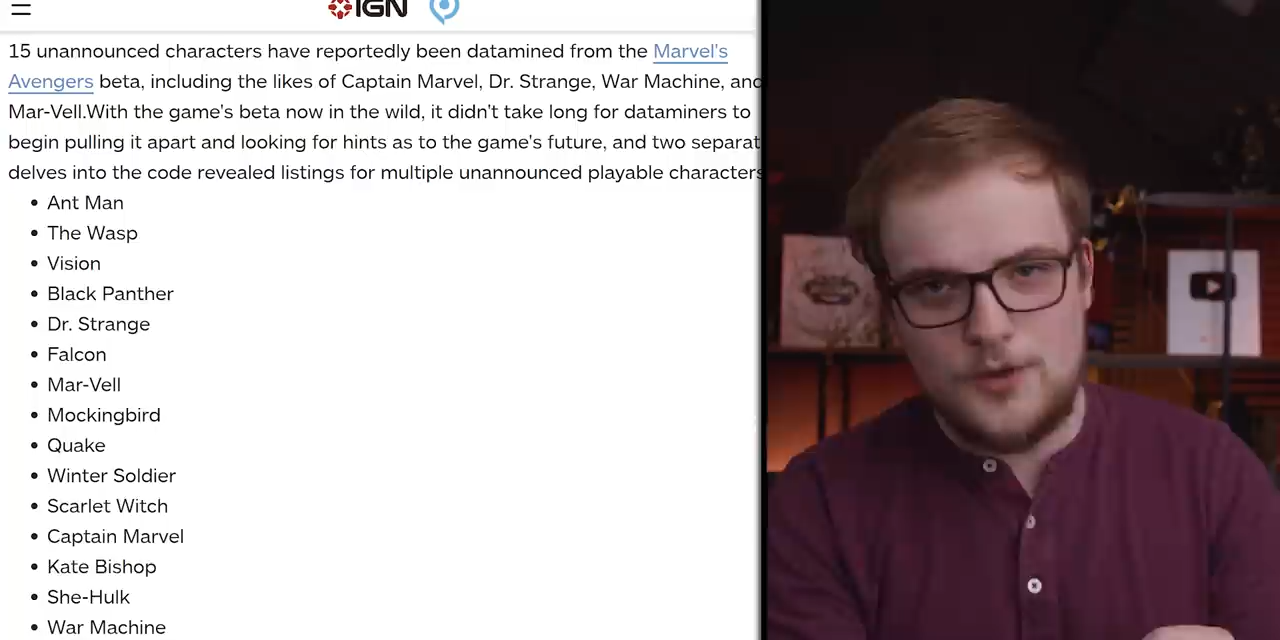 IGN
15 unannounced characters have reportedly been datamined from the Marvel's
Avengers beta, including the likes of Captain Marvel, Dr. Strange, War Machine, and
Mar-Vell.With the game's beta now in the wild, it didn't take long for dataminers to
begin pulling it apart and looking for hints as to the game's future, and two separat
delves into the code revealed listings for multiple unannounced playable characters
• Ant Man
• The Wasp
• Vision
• Black Panther
• Dr. Strange
• Falcon
• Mar-Vell
• Mockingbird
• Quake
• Winter Soldier
• Scarlet Witch
• Captain Marvel
• Kate Bishop
• She-Hulk
• War Machine